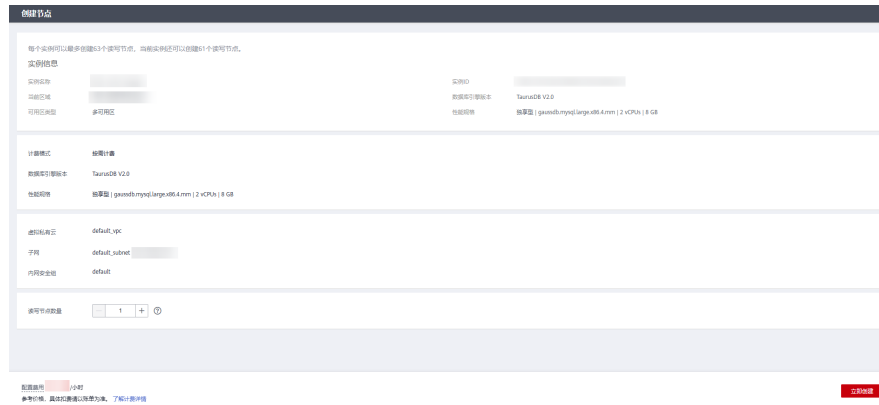 创建节点
每个实例可以最多创建63个读写节点，当前实例还可以创建61个读写节点。
实例信息
实例名称
实例ID
当前区域
数据库引擎版本 TaurusDB V2.0
可用区类型 多可用区
性能规格 独享型 | gaussdb.mysql.large.x86.4.mm | 2 vCPUs | 8 GB
计费模式 按需计费
数据库引擎版本 TaurusDB V2.0
性能规格 独享型 | gaussdb.mysql.large.x86.4.mm | 2 vCPUs | 8 GB
虚拟私有云 default_vpc
子网 default_subnet
内网安全组 default
读写节点数量 1
配置费用 /小时
参考价格，具体扣费请以账单为准。 了解计费详情
立即创建